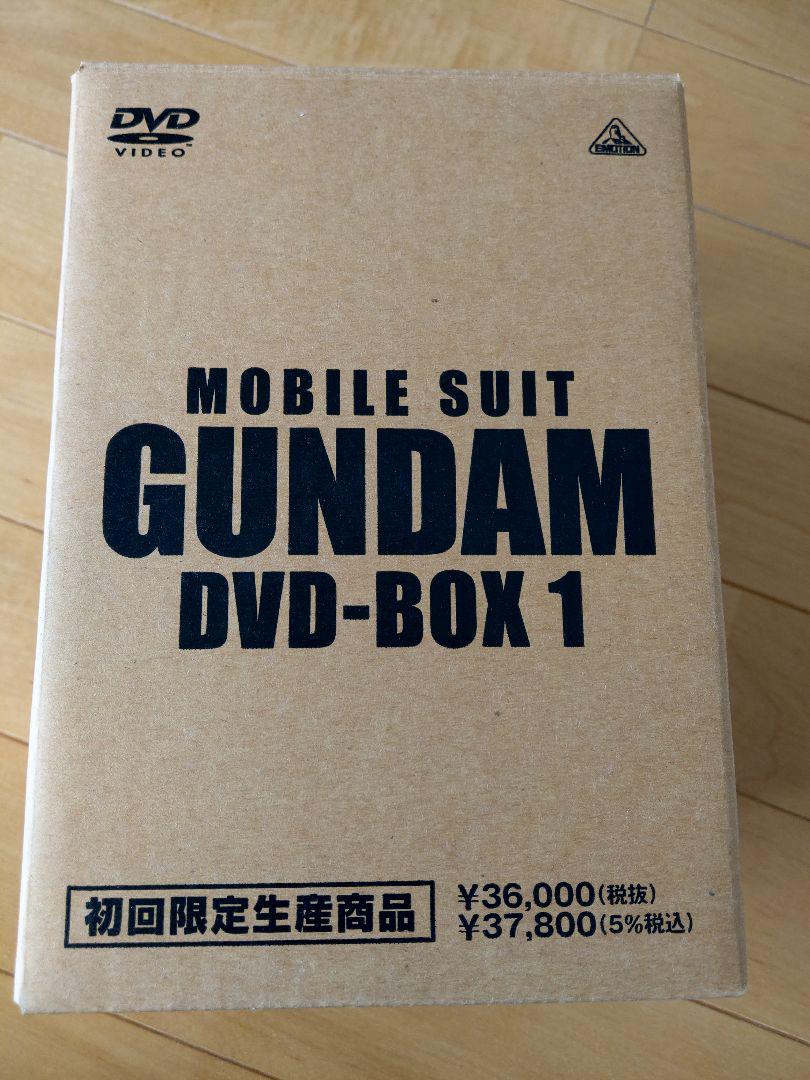 DVD
VIDEO™
EMOTION
MOBILE SUIT
GUNDAM
DVD-BOX 1
初回限定生産商品
¥36,000(税抜)
¥37,800(5%税込)